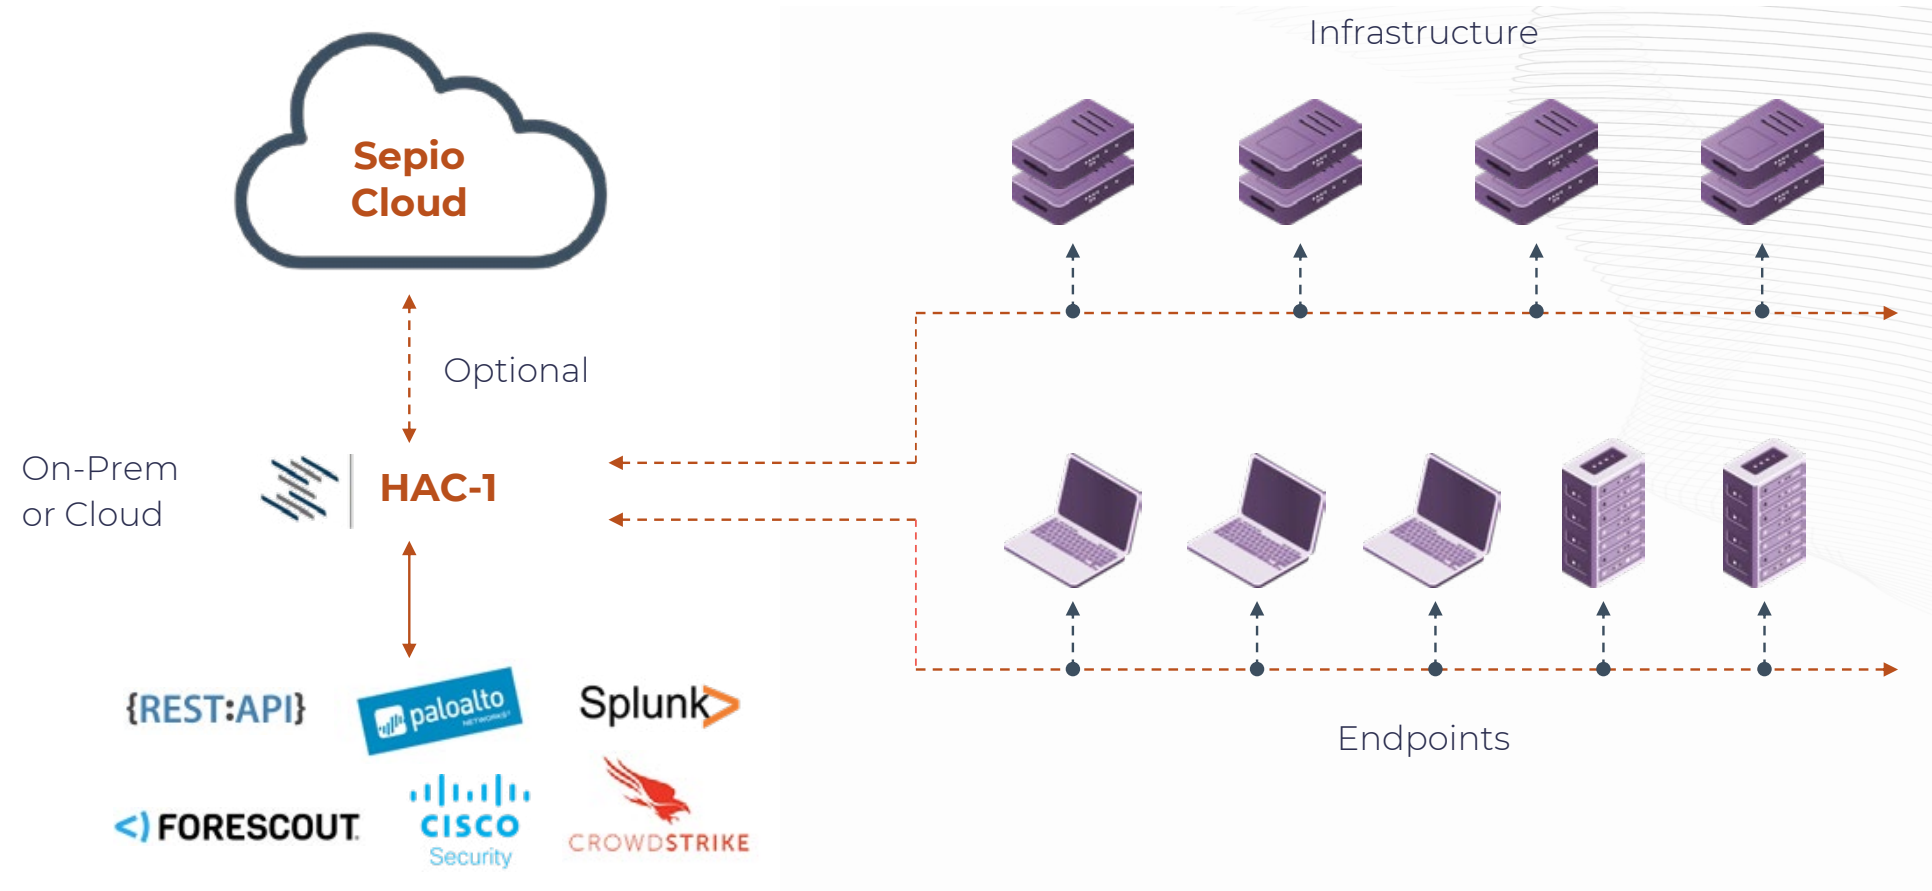 Infrastructure
Sepio
Cloud
Optional
On-Prem
or Cloud
HAC-1
{REST:API}
paloalto
NETWORKS
Splunk>
<) FORESCOUT.
CISCO
Security
CROWDSTRIKE
Endpoints